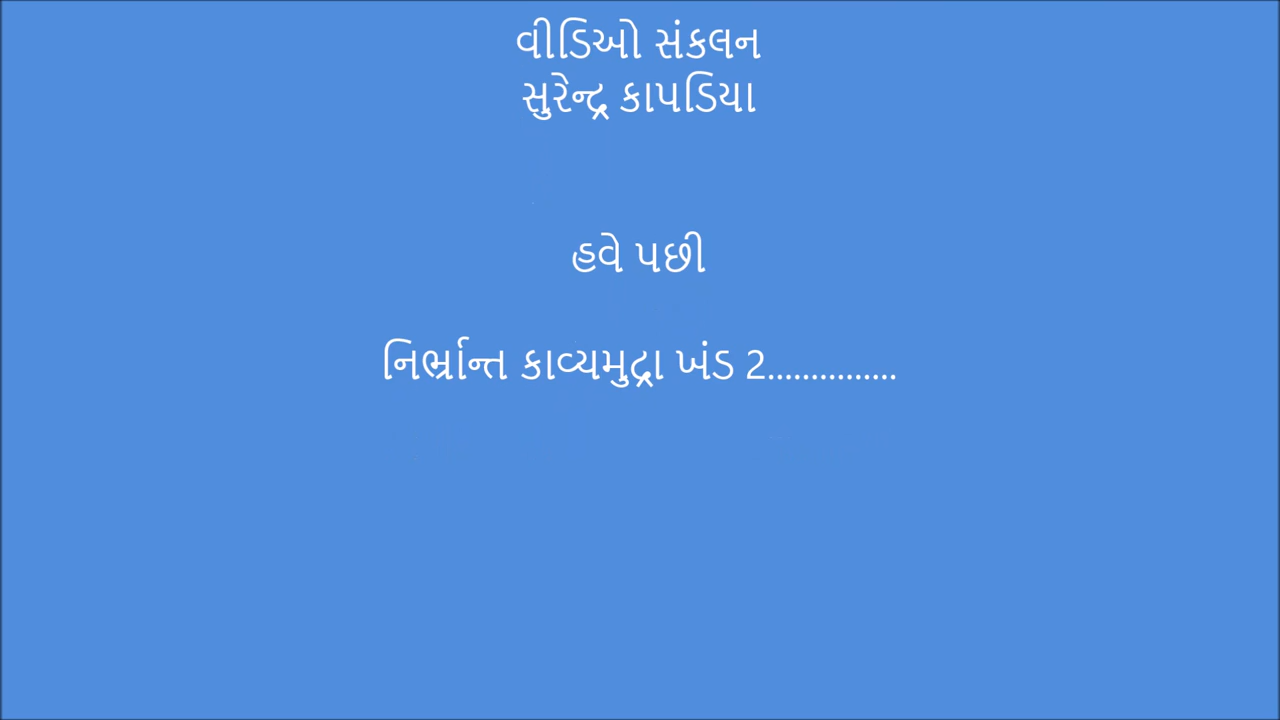 વીડિઓ સંકલન
સુરેન્દ્ર કાપડિયા
હવે પછી
નિર્ભ્રાન્ત કાવ્યમુદ્રા ખંડ 2...............